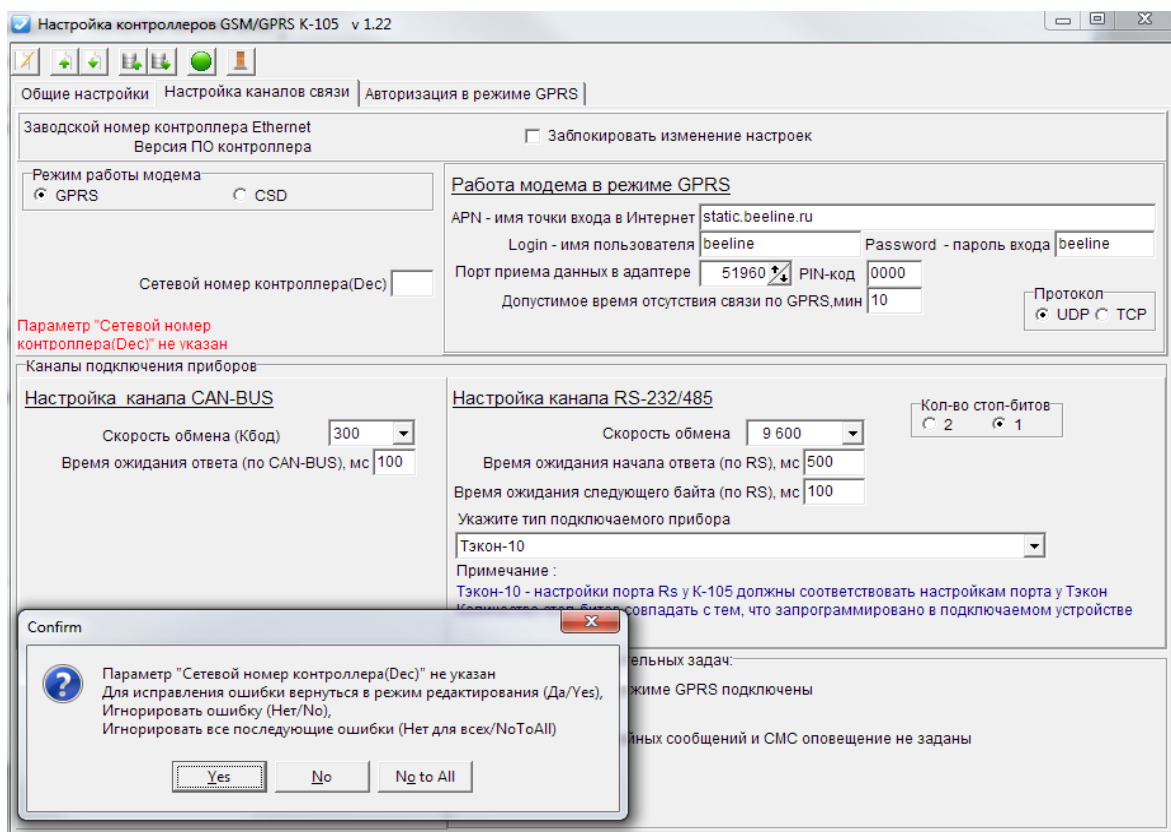 Настройка контроллеров GSM/GPRS К-105 v 1.22
Общие настройки Настройка каналов связи Авторизация в режиме GPRS
Заводской номер контроллера Ethernet
Заблокировать изменение настроек
Версия ПО контроллера
Режим работы модема
GPRS CSD
Сетевой номер контроллера(Dec)
Параметр "Сетевой номер
контроллера(Dec)" не указан
Работа модема в режиме GPRS
APN - имя точки входа в Интернет static.beeline.ru
Login - имя пользователя beeline Password - пароль входа beeline
Порт приема данных в адаптере 51960 PIN-код 0000
Допустимое время отсутствия связи по GPRS,мин 10
Протокол
UDP TCP
Каналы подключения приборов
Настройка канала CAN-BUS
Скорость обмена (Кбод) 300
Время ожидания ответа (по CAN-BUS), мс 100
Настройка канала RS-232/485
Кол-во стоп-битов
2 1
Скорость обмена 9 600
Время ожидания начала ответа (по RS), мс 500
Время ожидания следующего байта (по RS), мс 100
Укажите тип подключаемого прибора
Тэкон-10
Примечание :
Тэкон-10 - настройки порта Rs у К-105 должны соответствовать настройкам порта у Тэкон
Количество стоп-битов совпадать с тем, что запрограммировано в подключаемом устройстве
ельных задач:
жиме GPRS подключены
йных сообщений и СМС оповещение не заданы
Confirm
Параметр "Сетевой номер контроллера(Dec)" не указан
Для исправления ошибки вернуться в режим редактирования (Да/Yes),
Игнорировать ошибку (Нет/No),
Игнорировать все последующие ошибки (Нет для всех/NoToAll)
Yes No No to All